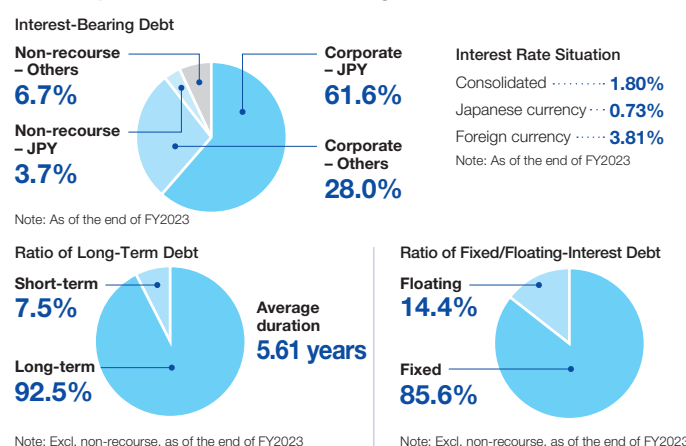 Interest-Bearing Debt
Non-recourse
– Others
6.7%
Non-recourse
– JPY
3.7%
Corporate
– JPY
61.6%
Corporate
– Others
28.0%
Note: As of the end of FY2023
Interest Rate Situation
Consolidated ········ 1.80%
Japanese currency ··· 0.73%
Foreign currency ····· 3.81%
Note: As of the end of FY2023
Ratio of Long-Term Debt
Short-term
7.5%
Long-term
92.5%
Average
duration
5.61 years
Note: Excl. non-recourse, as of the end of FY2023
Ratio of Fixed/Floating-Interest Debt
Floating
14.4%
Fixed
85.6%
Note: Excl. non-recourse, as of the end of FY2023